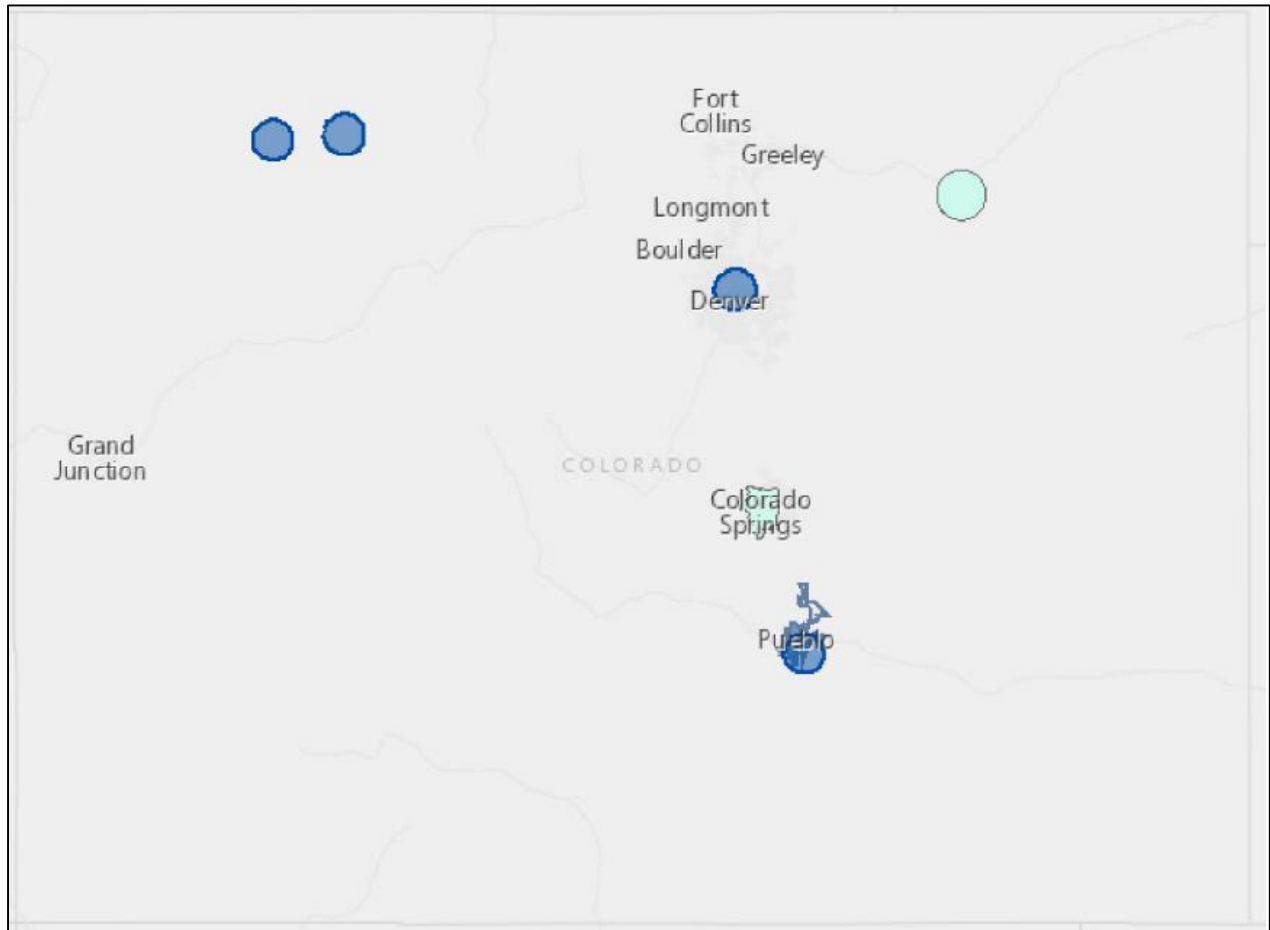 Fort
Collins
Greeley
Longmont
Boulder
Denver
Grand
Junction
COLORADO
Colorado
Springs
Pueblo